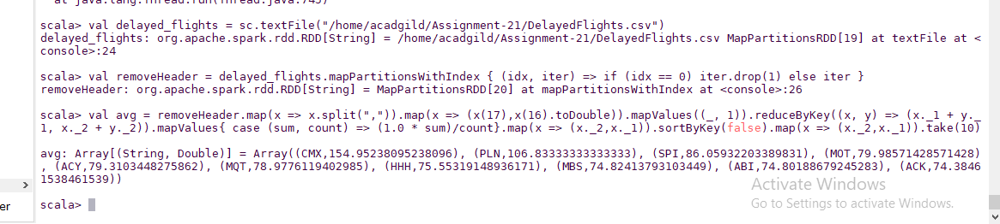 at java.lang.Thread.run(Thread.java:745)
scala> val delayed_flights = sc.textFile("/home/acadgild/Assignment-21/DelayedFlights.csv")
delayed_flights: org.apache.spark.rdd.RDD[String] = /home/acadgild/Assignment-21/DelayedFlights.csv MapPartitionsRDD[19] at textFile at <
console>:24
scala> val removeHeader = delayed_flights.mapPartitionsWithIndex { (idx, iter) => if (idx == 0) iter.drop(1) else iter }
removeHeader: org.apache.spark.rdd.RDD[String] = MapPartitionsRDD[20] at mapPartitionsWithIndex at <console>:26
scala> val avg = removeHeader.map(x => x.split(",")).map(x => (x(17),x(16).toDouble)).mapValues((_, 1)).reduceByKey((x, y) => (x._1 + y._
1, x._2 + y._2)).mapValues{ case (sum, count) => (1.0 * sum)/count}.map(x => (x._2,x._1)).sortByKey(false).map(x => (x._2,x._1)).take(10)
avg: Array[(String, Double)] = Array((CMX,154.95238095238096), (PLN,106.83333333333333), (SPI,86.05932203389831), (MOT,79.98571428571428)
, (ACY,79.3103448275862), (MQT,78.9776119402985), (HHH,75.55319148936171), (MBS,74.82413793103449), (ABI,74.80188679245283), (ACK,74.3846
1538461539))
scala>
er
Activate Windows
Go to Settings to activate Windows.